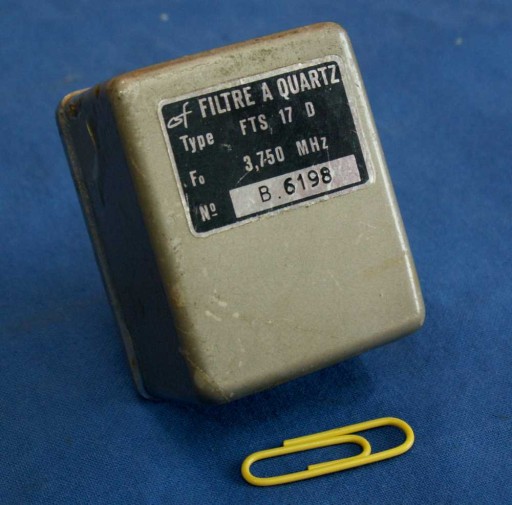 csf FILTRE A QUARTZ
Type FTS 17 D
Fo 3,750 MHz
Nº B.6198